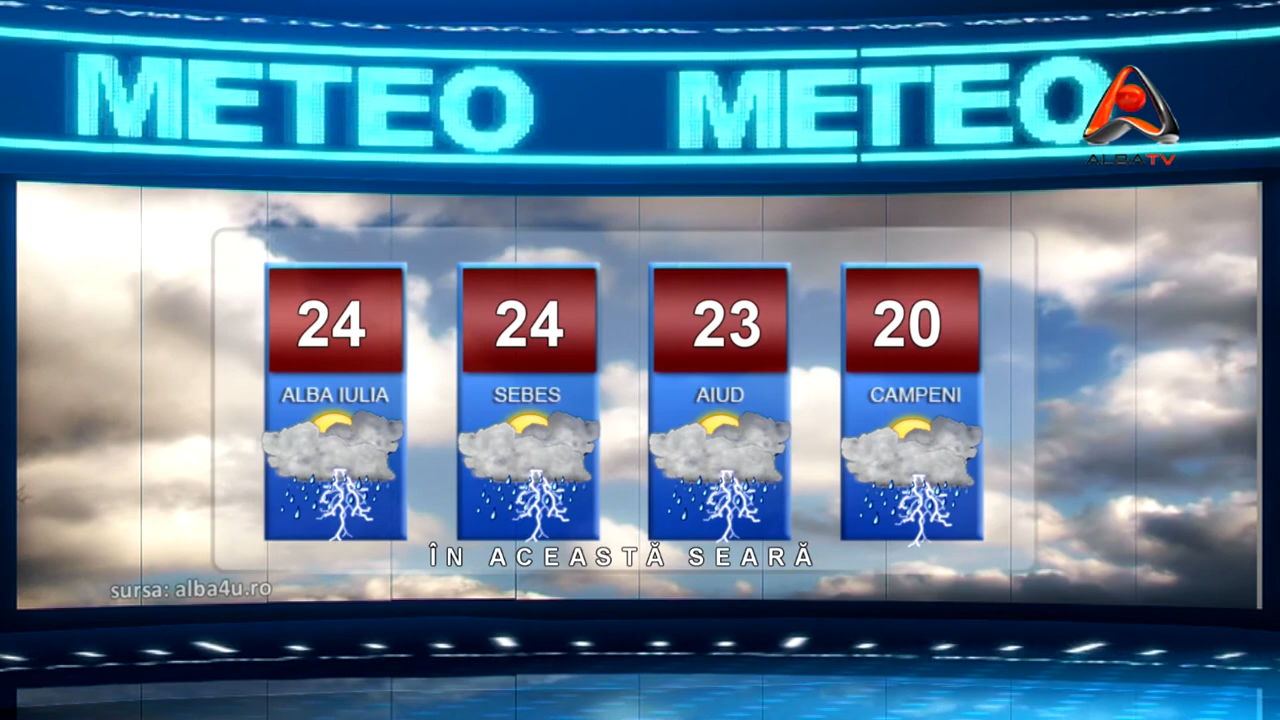 METEO METEO
ALBA TV
24 24 23 20
ALBA IULIA SEBES AIUD CAMPENI
ÎN ACEASTĂ SEARĂ
sursa: alba4u.ro